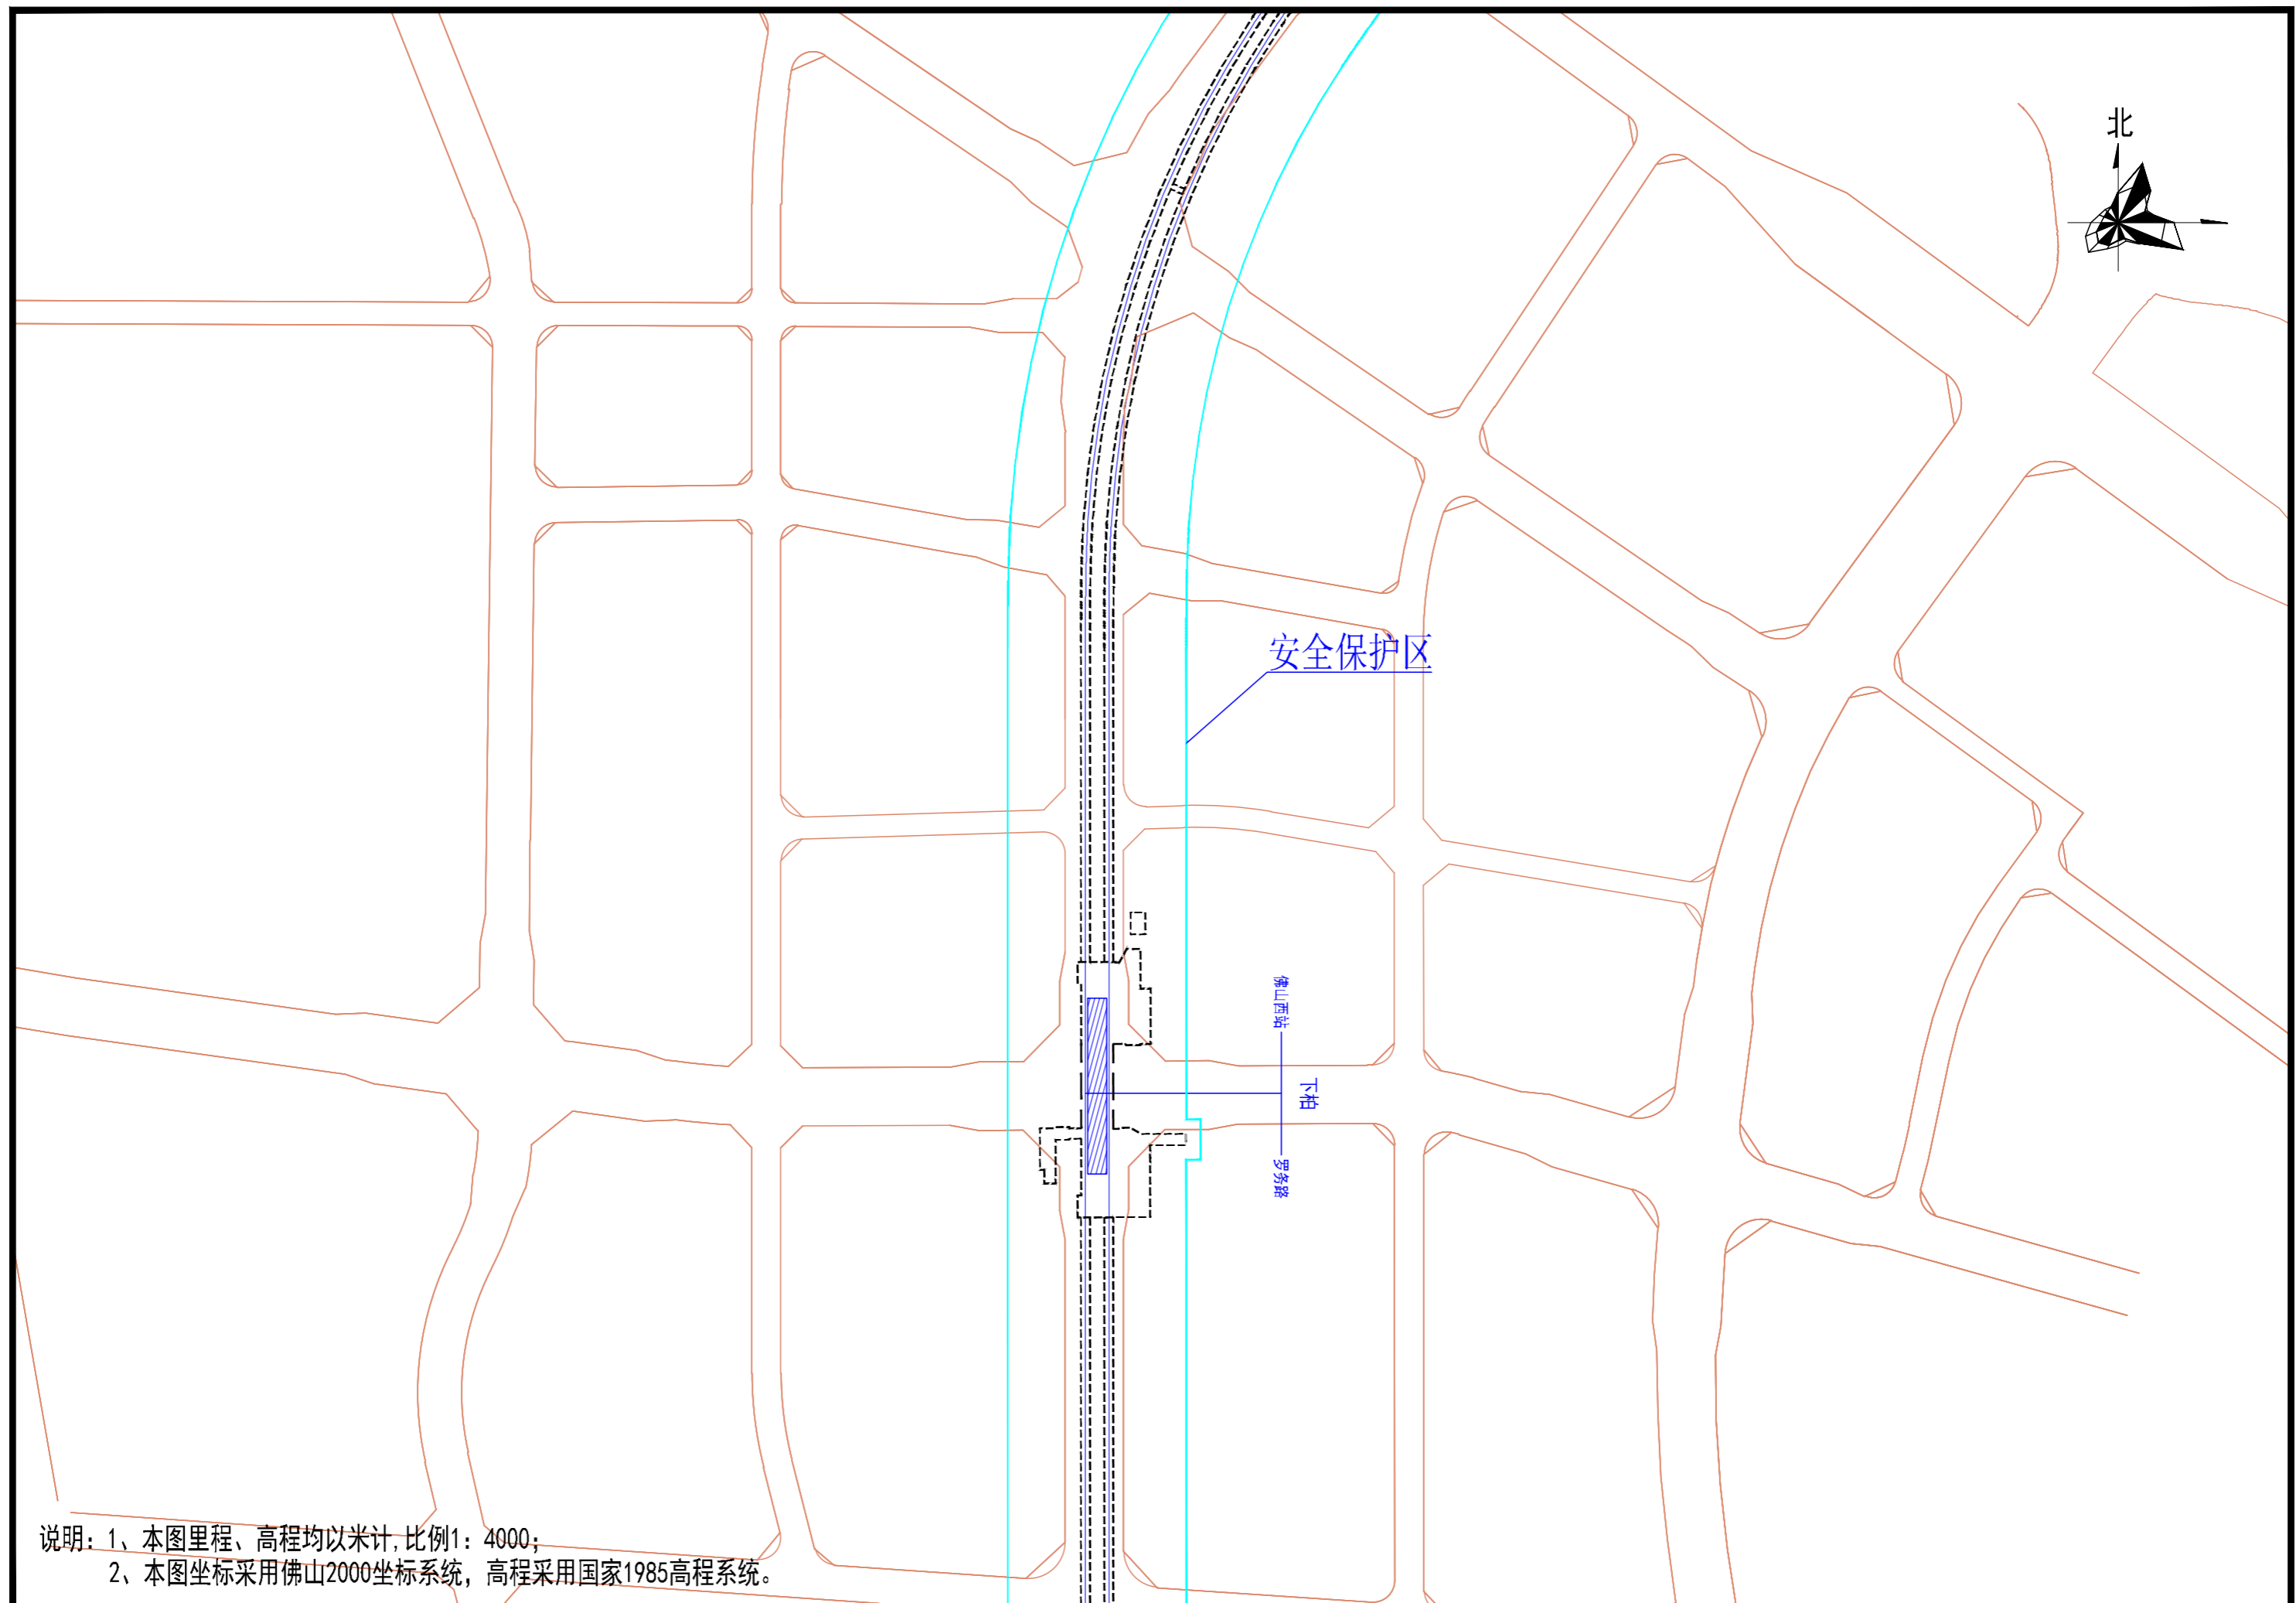 北
安全保护区
佛山西站
下柏
罗务路
说明：1、本图里程、高程均以米计,比例1：4000；
2、本图坐标采用佛山2000坐标系统，高程采用国家1985高程系统。